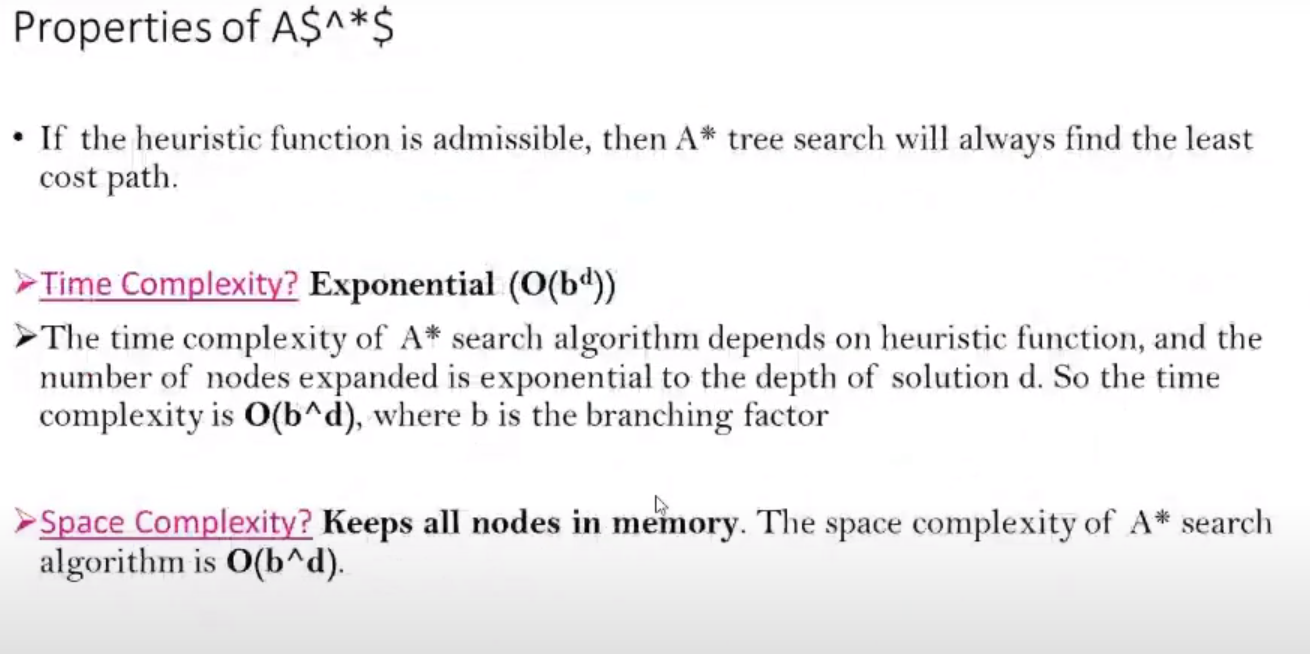 Properties of A$^*$
• If the heuristic function is admissible, then A* tree search will always find the least
cost path.
➢Time Complexity? Exponential (O(bᵈ))
➢The time complexity of A* search algorithm depends on heuristic function, and the
number of nodes expanded is exponential to the depth of solution d. So the time
complexity is O(b^d), where b is the branching factor
➢Space Complexity? Keeps all nodes in memory. The space complexity of A* search
algorithm is O(b^d).